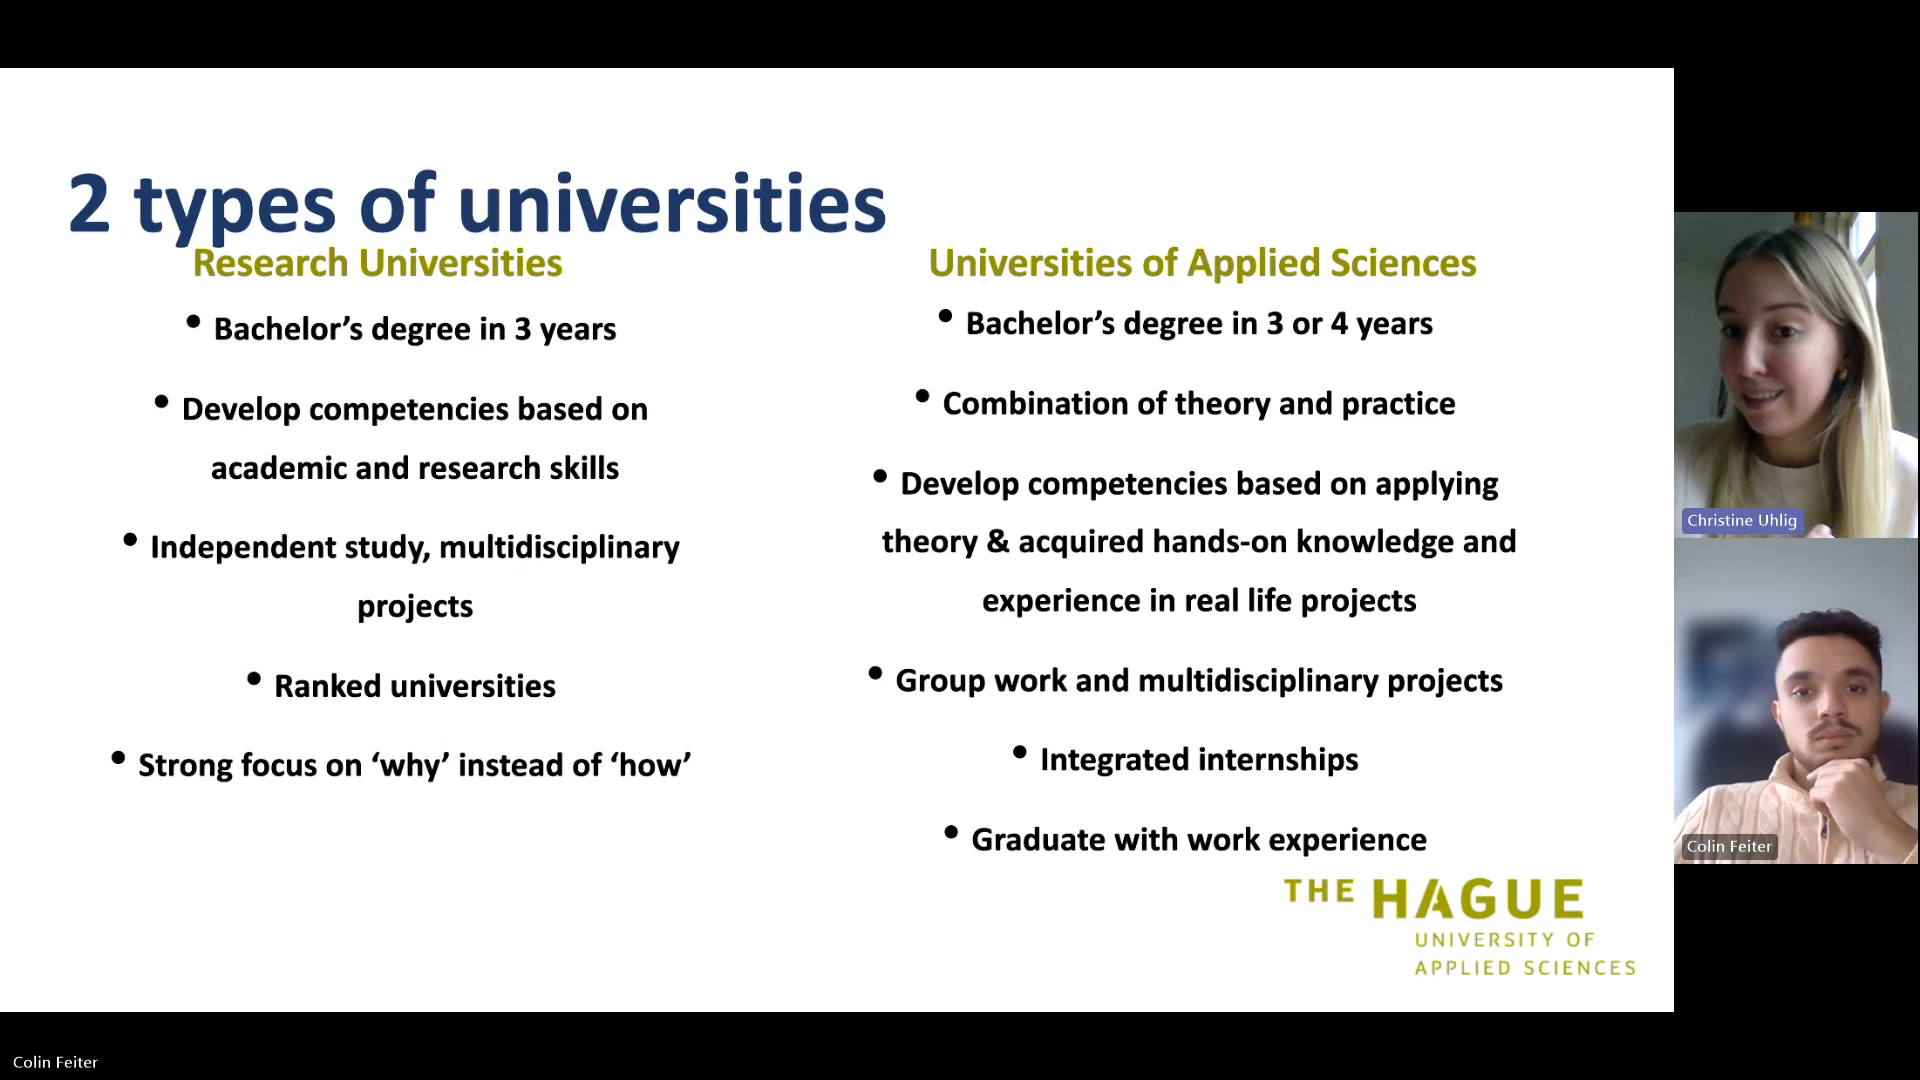 2 types of universities
Research Universities
• Bachelor’s degree in 3 years
• Develop competencies based on
academic and research skills
• Independent study, multidisciplinary
projects
• Ranked universities
• Strong focus on ‘why’ instead of ‘how’
Universities of Applied Sciences
• Bachelor’s degree in 3 or 4 years
• Combination of theory and practice
• Develop competencies based on applying
theory & acquired hands-on knowledge and
experience in real life projects
• Group work and multidisciplinary projects
• Integrated internships
• Graduate with work experience
THE HAGUE
UNIVERSITY OF
APPLIED SCIENCES
Christine Uhlig
Colin Feiter
Colin Feiter